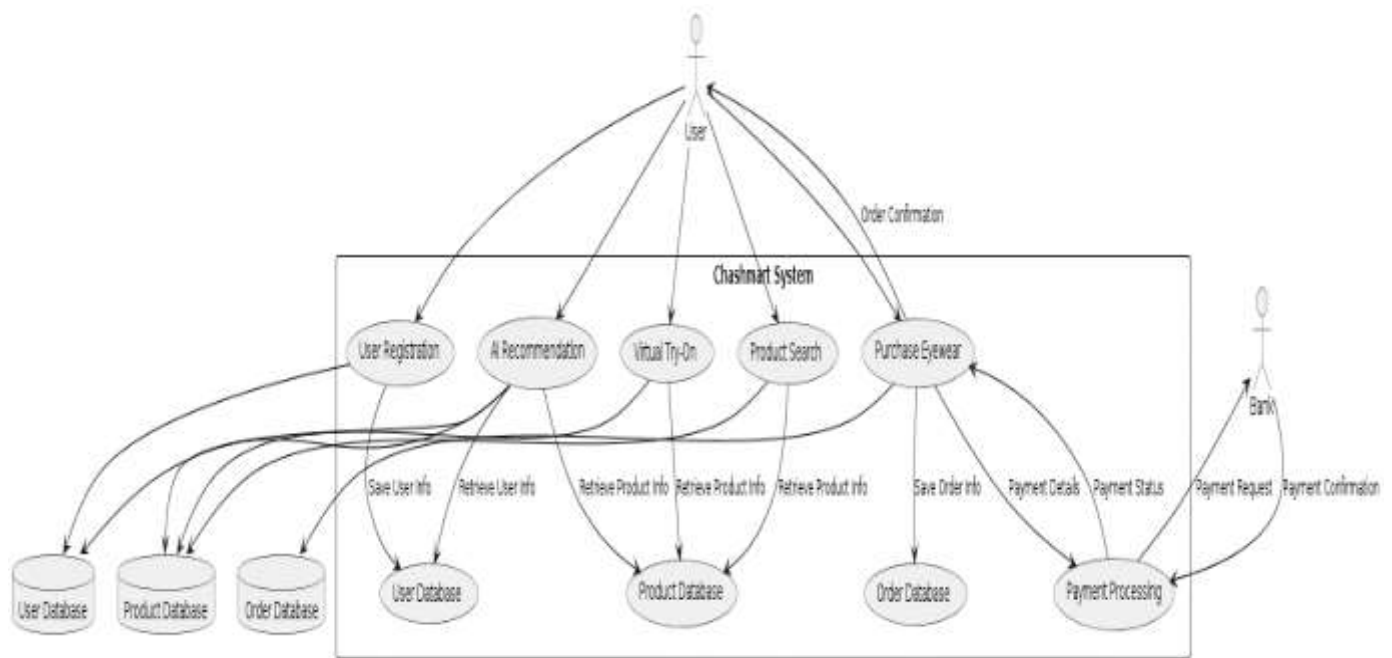 User
Order Confirmation
Chashmart System
User Registration
AI Recommendation
Virtual Try-On
Product Search
Purchase Eyewear
Bank
Save User Info
Retrieve User Info
Retrieve Product Info
Retrieve Product Info
Retrieve Product Info
Save Order Info
Payment Details
Payment Status
Payment Request
Payment Confirmation
User Database
Product Database
Order Database
User Database
Product Database
Order Database
Payment Processing